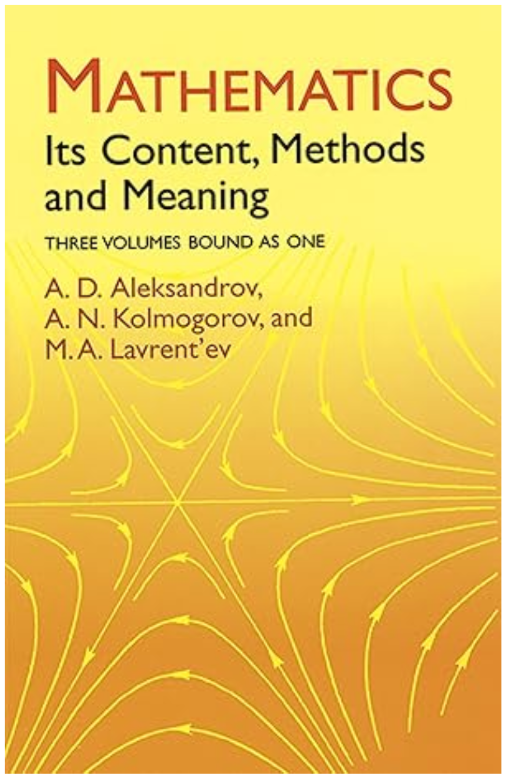 MATHEMATICS
Its Content, Methods
and Meaning
THREE VOLUMES BOUND AS ONE
A. D. Aleksandrov,
A. N. Kolmogorov, and
M. A. Lavrent'ev